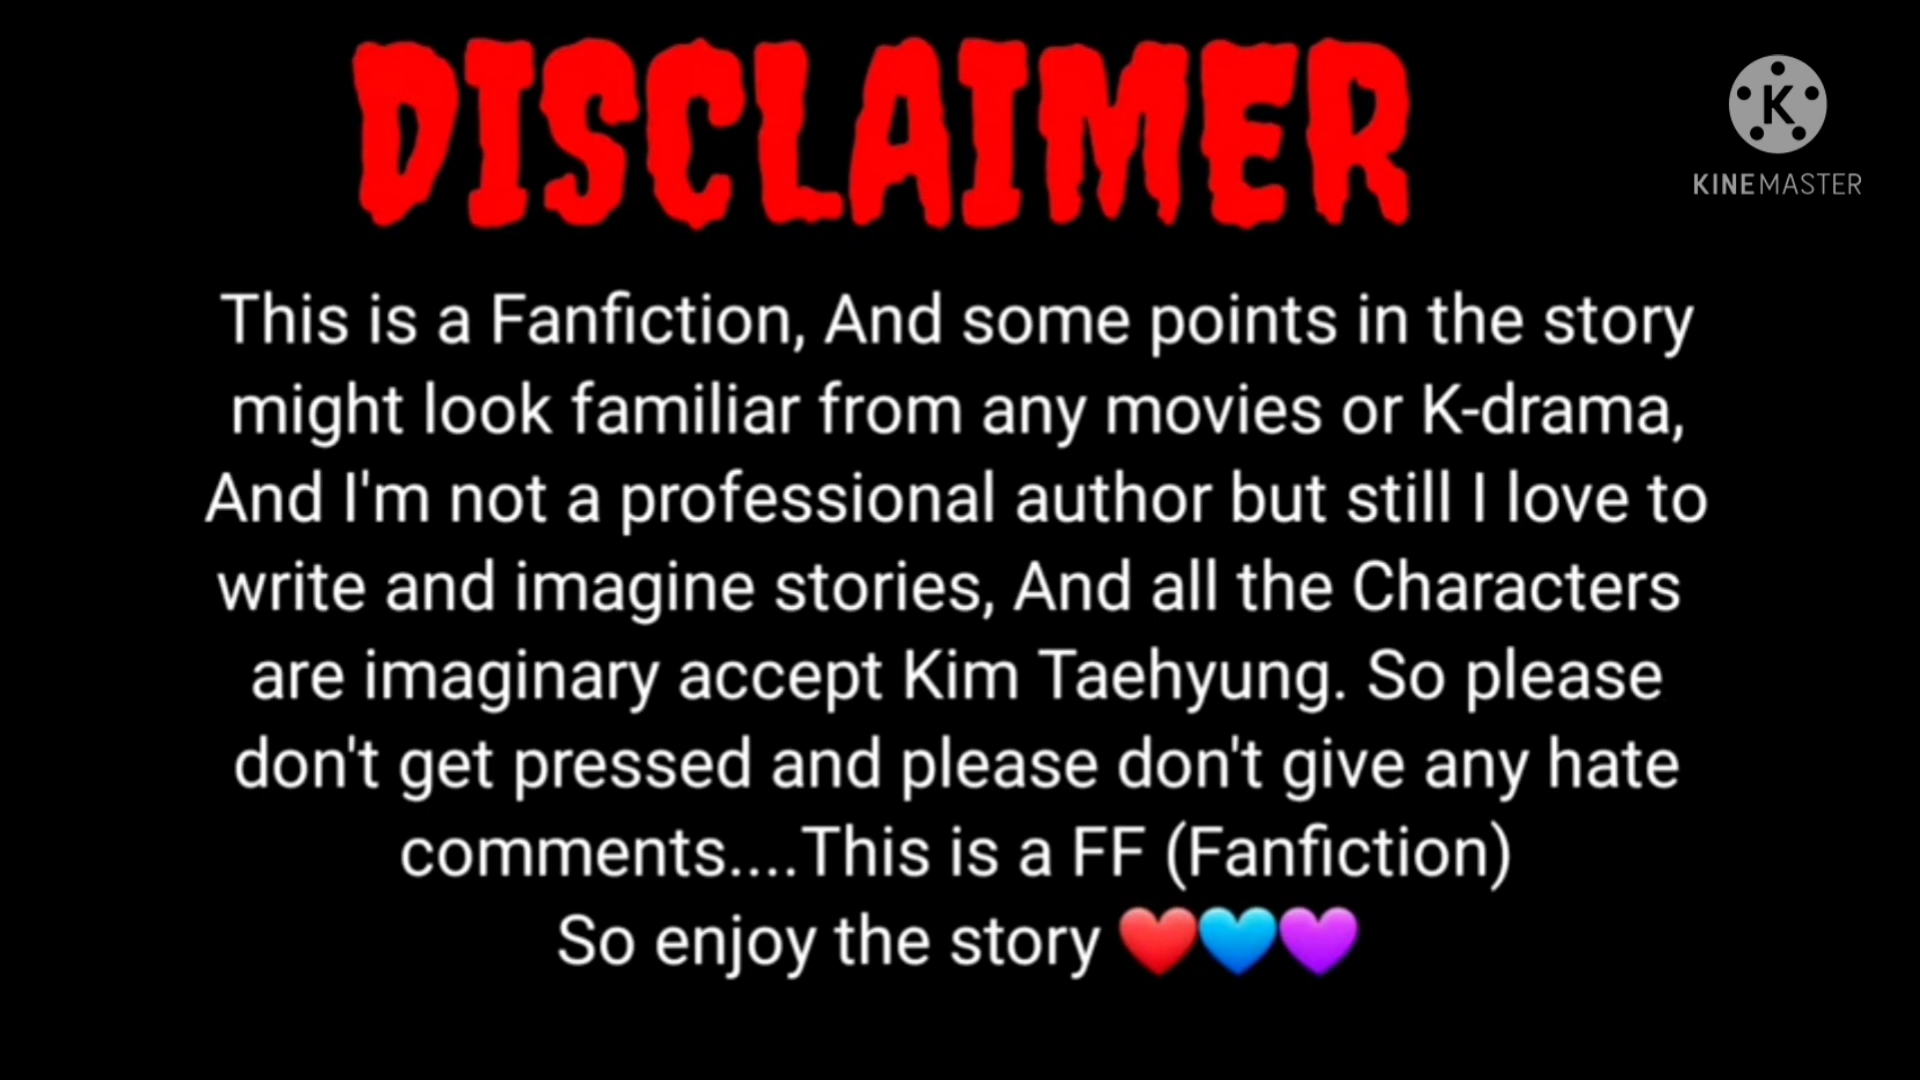 DISCLAIMER
K
KINEMASTER
This is a Fanfiction, And some points in the story
might look familiar from any movies or K-drama,
And I'm not a professional author but still I love to
write and imagine stories, And all the Characters
are imaginary accept Kim Taehyung. So please
don't get pressed and please don't give any hate
comments....This is a FF (Fanfiction)
So enjoy the story ❤️💙💜